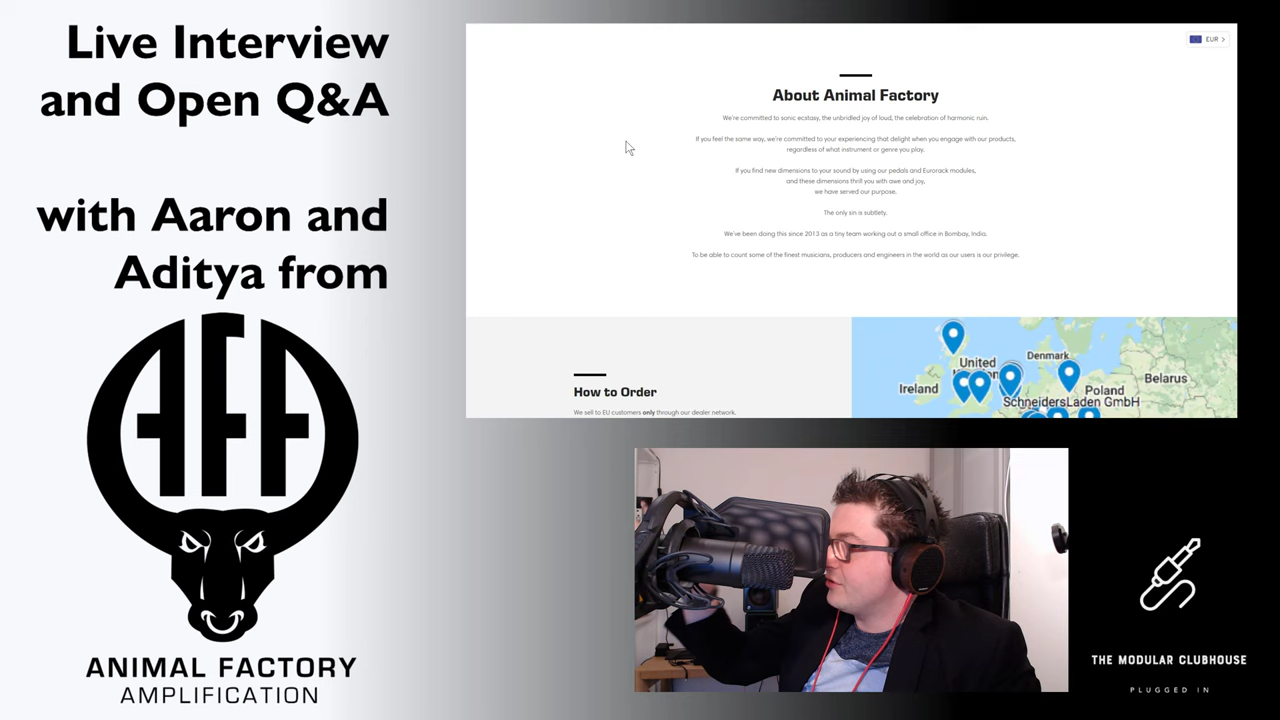 Live Interview
and Open Q&A
with Aaron and
Aditya from
AFA
ANIMAL FACTORY
AMPLIFICATION
EUR >
About Animal Factory
We're committed to sonic ecstasy, the unbridled joy of loud, the celebration of harmonic ruin.
If you feel the same way, we're committed to your experiencing that delight when you engage with our products,
regardless of what instrument or genre you play.
If you find new dimensions to your sound by using our pedals and Eurorack modules,
and these dimensions thrill you with awe and joy,
we have served our purpose.
The only sin is subtlety.
We've been doing this since 2013 as a tiny team working out a small office in Bombay, India.
To be able to count some of the finest musicians, producers and engineers in the world as our users is our privilege.
How to Order
We sell to EU customers only through our dealer network.
United
Denmark
Ireland
Poland
Belarus
SchneidersLaden GmbH
THE MODULAR CLUBHOUSE
PLUGGED IN